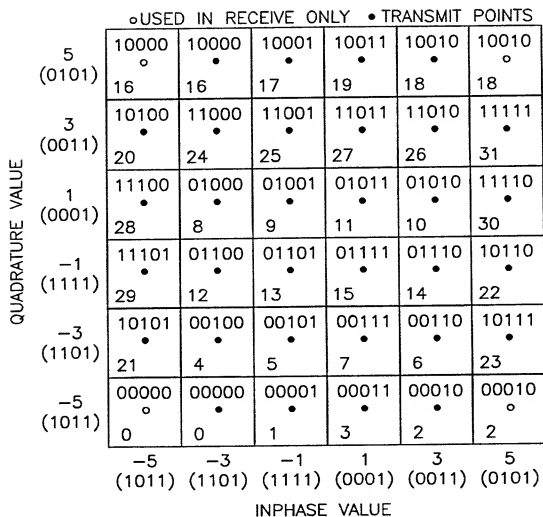 ○USED IN RECEIVE ONLY ●TRANSMIT POINTS
5 10000 10000 10001 10011 10010 10010
(0101) 16 16 17 19 18 18
3 10100 11000 11001 11011 11010 11111
(0011) 20 24 25 27 26 31
1 11100 01000 01001 01011 01010 11110
(0001) 28 8 9 11 10 30
-1 11101 01100 01101 01111 01110 10110
(1111) 29 12 13 15 14 22
-3 10101 00100 00101 00111 00110 10111
(1101) 21 4 5 7 6 23
-5 00000 00000 00001 00011 00010 00010
(1011) 0 0 1 3 2 2
-5 -3 -1 1 3 5
(1011) (1101) (1111) (0001) (0011) (0101)
INPHASE VALUE
QUADRATURE VALUE